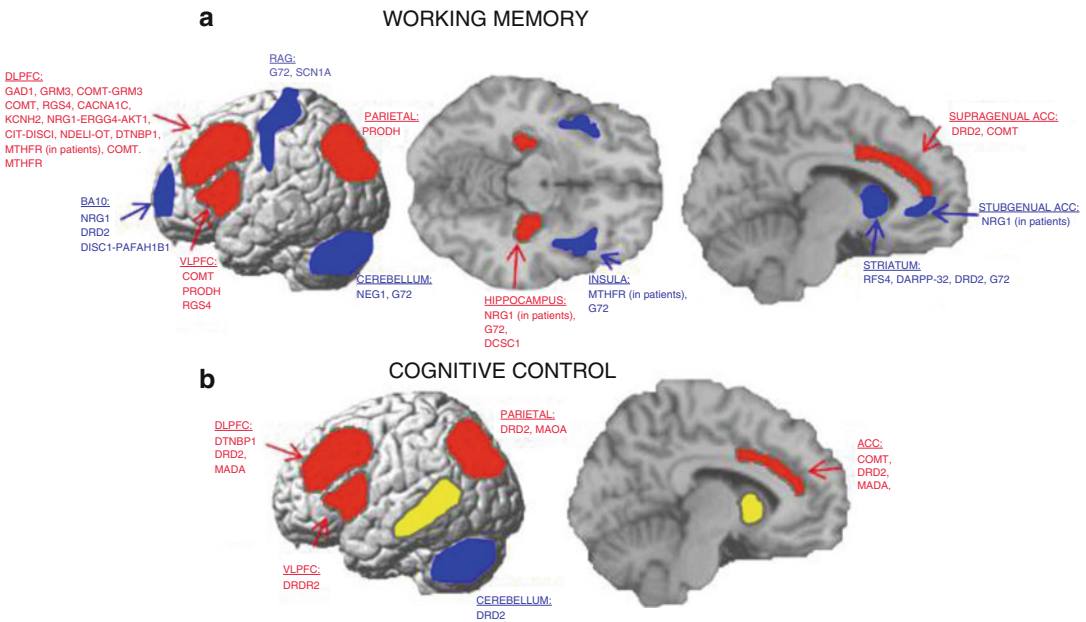 a
WORKING MEMORY
DLPFC:
GAD1, GRM3, COMT-GRM3
COMT, RGS4, CACNA1C,
KCNH2, NRG1-ERGG4-AKT1,
CIT-DISCI, NDELI-OT, DTNBP1,
MTHFR (in patients), COMT.
MTHFR
RAG:
G72, SCN1A
PARIETAL:
PRODH
BA10:
NRG1
DRD2
DISC1-PAFAH1B1
VLPFC:
COMT
PRODH
RGS4
CEREBELLUM:
NEG1, G72
HIPPOCAMPUS:
NRG1 (in patients),
G72,
DCSC1
INSULA:
MTHFR (in patients),
G72
SUPRAGENUAL ACC:
DRD2, COMT
STUBGENUAL ACC:
NRG1 (in patients)
STRIATUM:
RFS4, DARPP-32, DRD2, G72
b
COGNITIVE CONTROL
DLPFC:
DTNBP1
DRD2,
MADA
PARIETAL:
DRD2, MAOA
VLPFC:
DRDR2
CEREBELLUM:
DRD2
ACC:
COMT,
DRD2,
MADA,